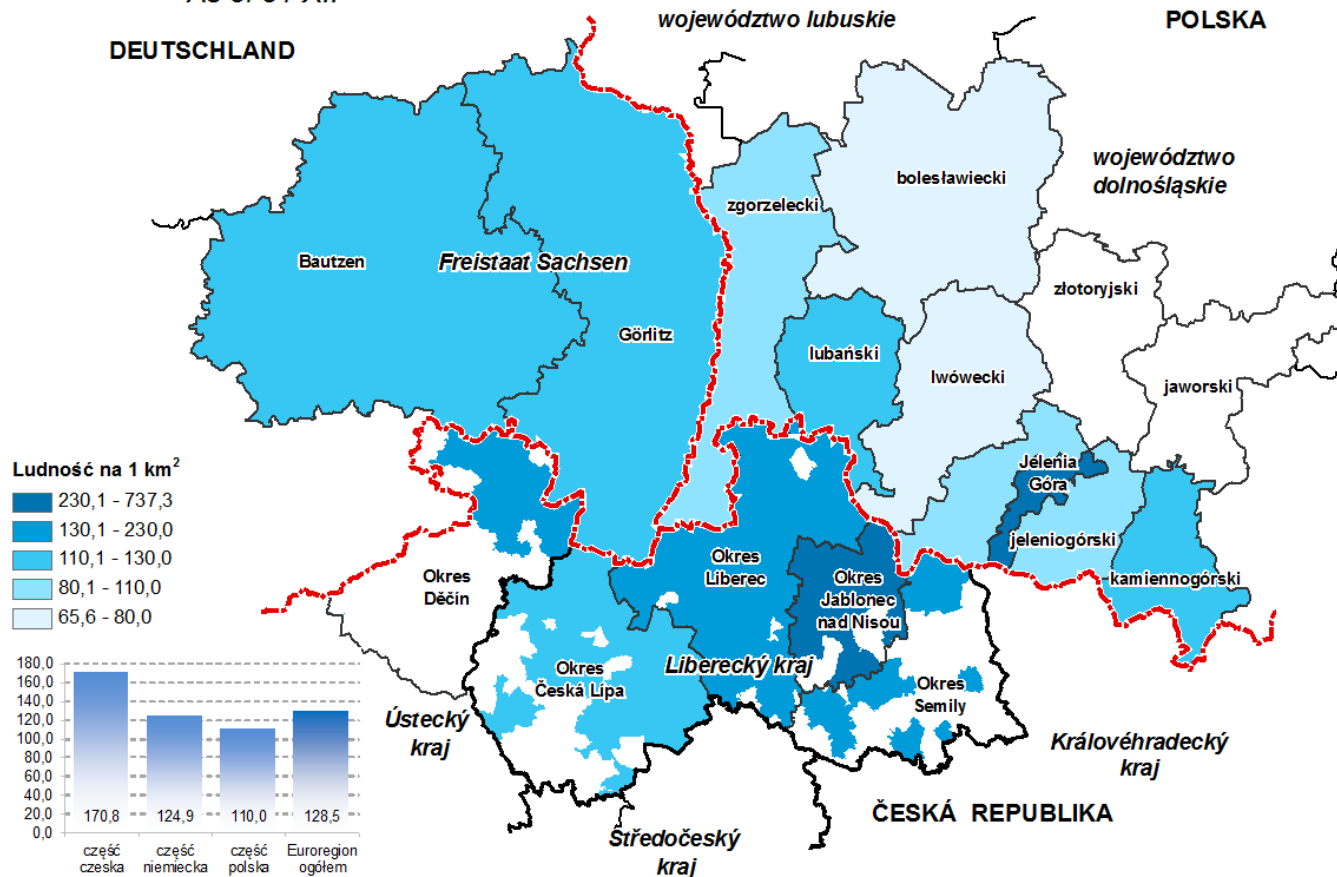 województwo lubuskie
POLSKA
DEUTSCHLAND
bolesławiecki
województwo
dolnośląskie
zgorzelecki
Bautzen
Freistaat Sachsen
złotoryjski
Görlitz
lubański
lwówecki
jaworski
Jelenia
Góra
jeleniogórski
kamiennogórski
Ludność na 1 km²
230,1 - 737,3
130,1 - 230,0
110,1 - 130,0
80,1 - 110,0
65,6 - 80,0
Okres
Děčín
Okres
Liberec
Okres
Jablonec
nad Nisou
Liberecký kraj
Okres
Česká Lípa
Okres
Semily
Ústecký
kraj
Královéhradecký
kraj
ČESKÁ REPUBLIKA
Středočeský
kraj
180,0
160,0
140,0
120,0
100,0
80,0
60,0
40,0
20,0
0,0
170,8
124,9
110,0
128,5
część
czeska
część
niemiecka
część
polska
Euroregion
ogółem